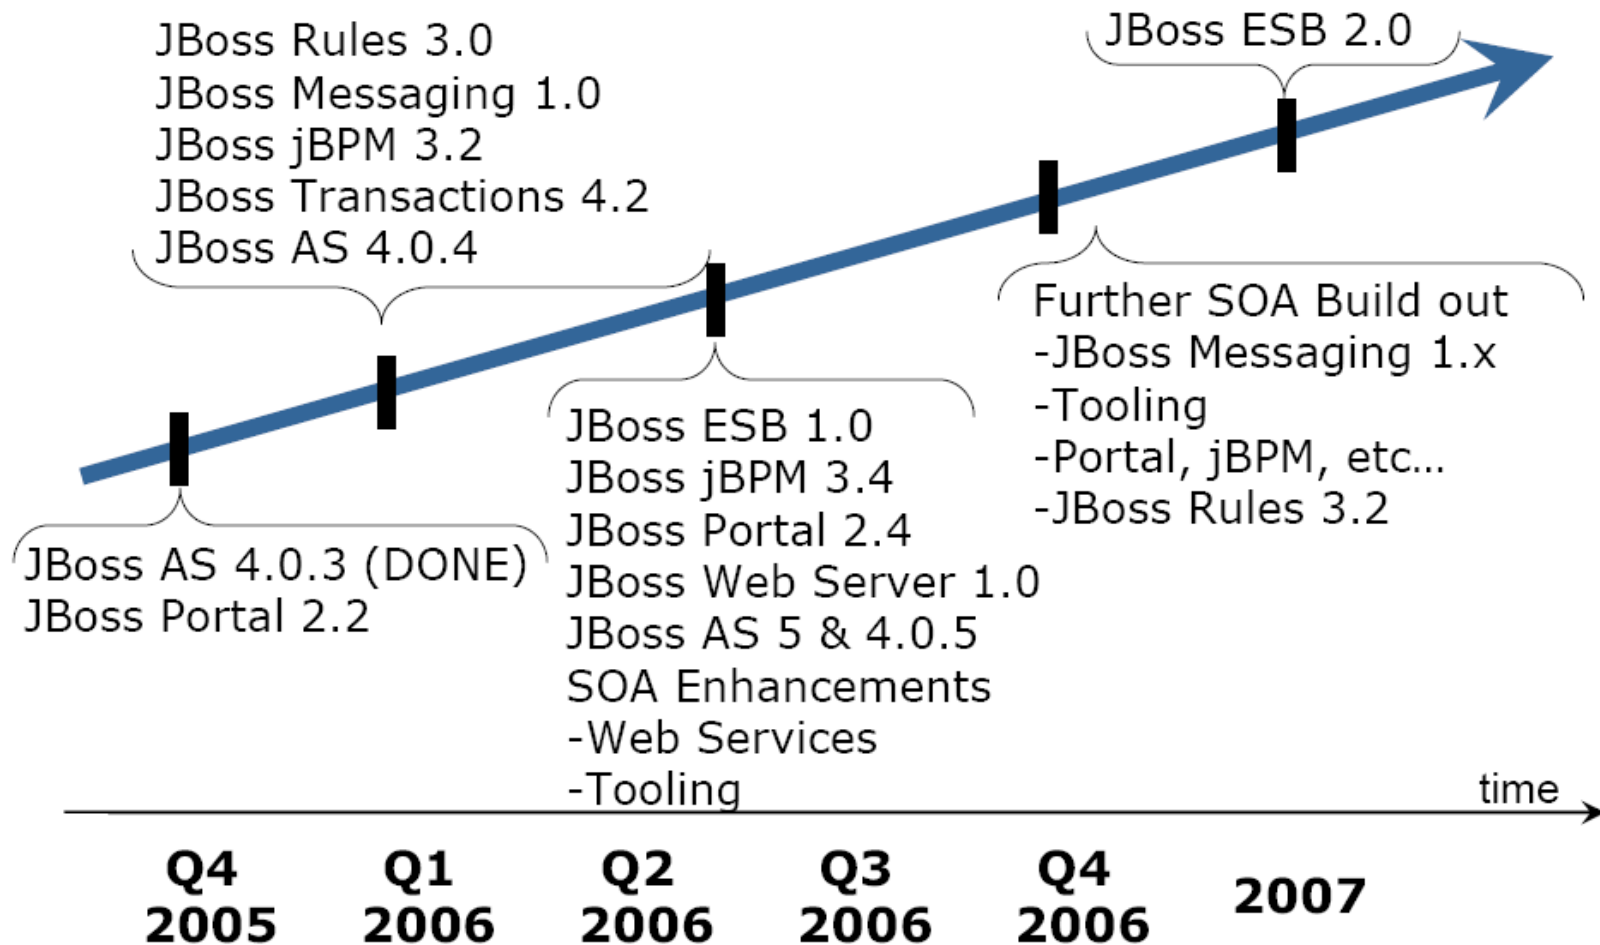 JBoss Rules 3.0
JBoss Messaging 1.0
JBoss jBPM 3.2
JBoss Transactions 4.2
JBoss AS 4.0.4
JBoss ESB 2.0
Further SOA Build out
-JBoss Messaging 1.x
-Tooling
-Portal, jBPM, etc...
-JBoss Rules 3.2
JBoss AS 4.0.3 (DONE)
JBoss Portal 2.2
JBoss ESB 1.0
JBoss jBPM 3.4
JBoss Portal 2.4
JBoss Web Server 1.0
JBoss AS 5 & 4.0.5
SOA Enhancements
-Web Services
-Tooling
time
Q4
2005
Q1
2006
Q2
2006
Q3
2006
Q4
2006
2007